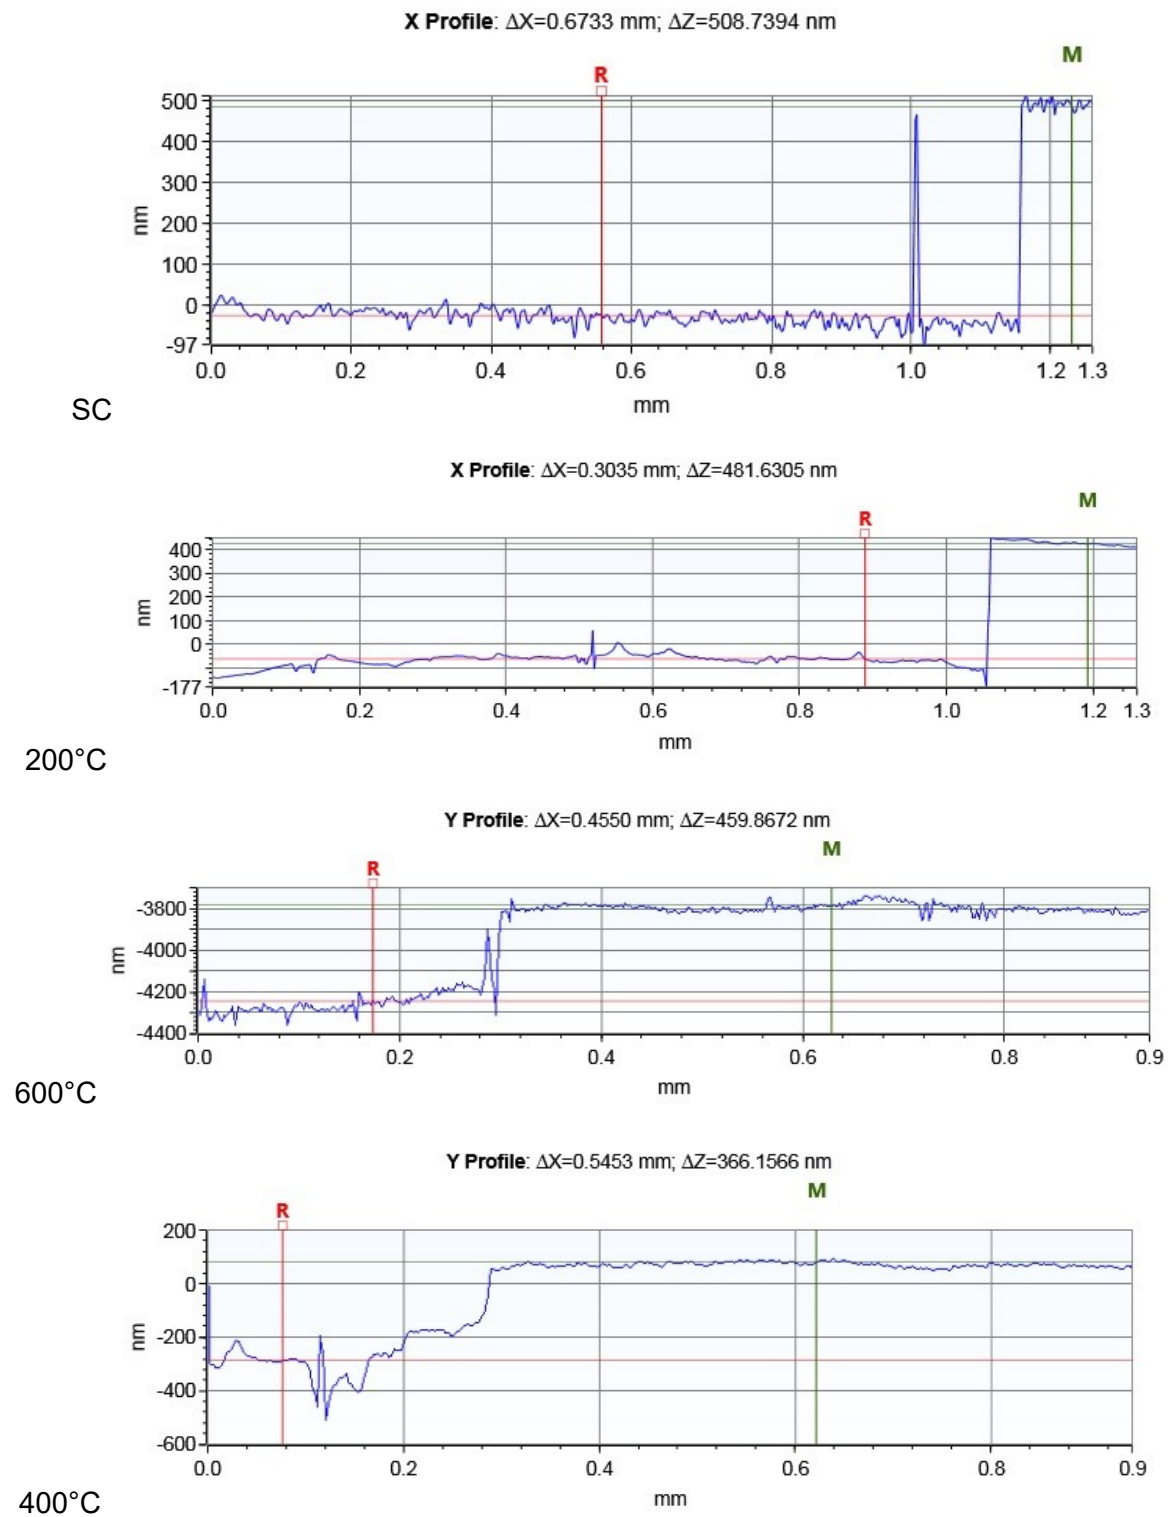 X Profile: ΔX=0.6733 mm; ΔZ=508.7394 nm
M
R
500
400
300
200
100
0
-97
nm
0.0 0.2 0.4 0.6 0.8 1.0 1.2 1.3
mm
SC
X Profile: ΔX=0.3035 mm; ΔZ=481.6305 nm
M
R
400
300
200
100
0
-177
nm
0.0 0.2 0.4 0.6 0.8 1.0 1.2 1.3
mm
200°C
Y Profile: ΔX=0.4550 mm; ΔZ=459.8672 nm
M
R
-3800
-4000
-4200
-4400
nm
0.0 0.2 0.4 0.6 0.8 0.9
mm
600°C
Y Profile: ΔX=0.5453 mm; ΔZ=366.1566 nm
M
R
200
0
-200
-400
-600
nm
0.0 0.2 0.4 0.6 0.8 0.9
mm
400°C